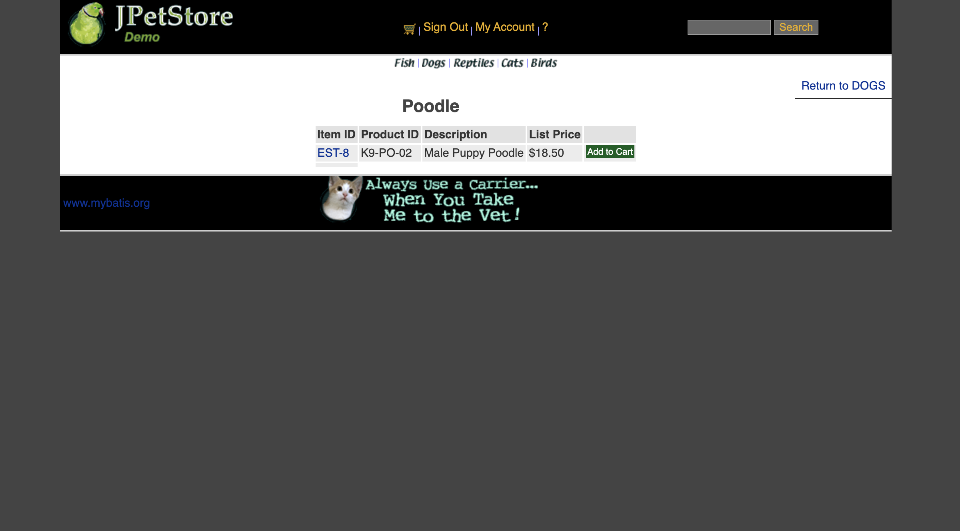 JPetStore
Demo
Sign Out | My Account | ?
Search
Fish | Dogs | Reptiles | Cats | Birds
Return to DOGS
Poodle
Item ID Product ID Description List Price
EST-8 K9-PO-02 Male Puppy Poodle $18.50 Add to Cart
www.mybatis.org
Always Use a Carrier...
When You Take
Me to the Vet!